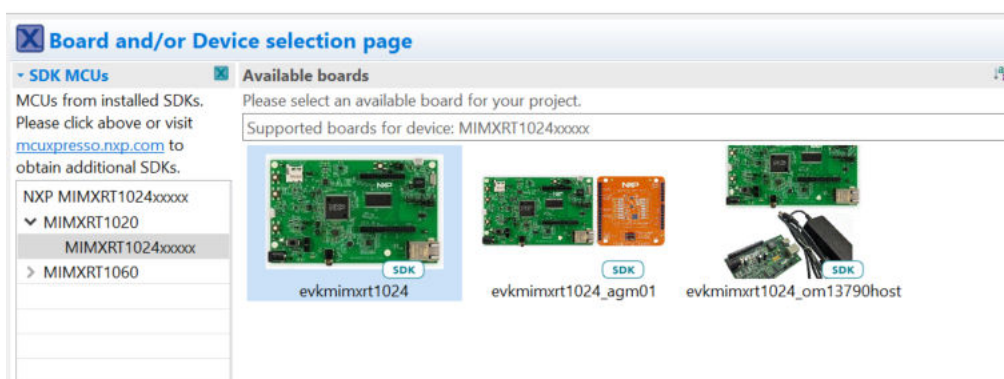 Board and/or Device selection page
SDK MCUs
MCUs from installed SDKs.
Please click above or visit
mcuxpresso.nxp.com to
obtain additional SDKs.
NXP MIMXRT1024xxxxx
MIMXRT1020
MIMXRT1024xxxxx
MIMXRT1060
Available boards
Please select an available board for your project.
Supported boards for device: MIMXRT1024xxxxx
SDK
evkmimxrt1024
NXP
SDK
evkmimxrt1024_agm01
SDK
evkmimxrt1024_om13790host